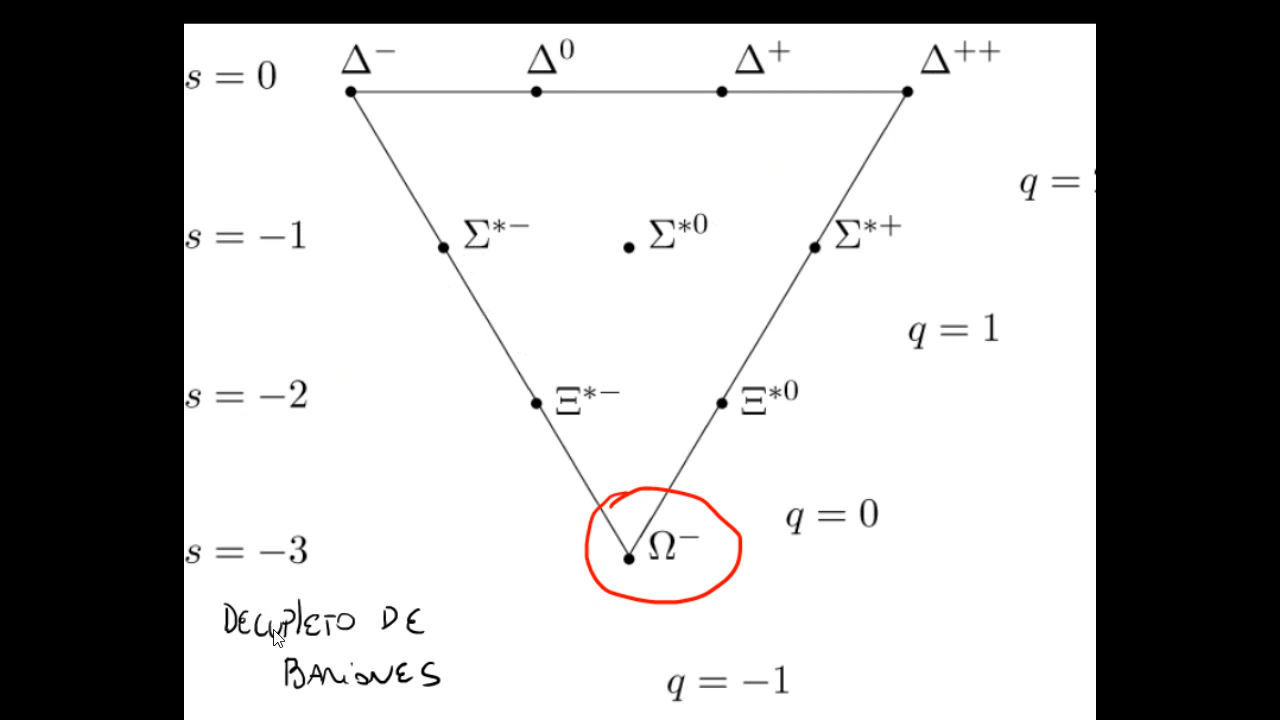 Δ⁻ Δ⁰ Δ⁺ Δ⁺⁺
s = 0
q =
s = −1 Σ*⁻ Σ*⁰ Σ*⁺
q = 1
s = −2 Ξ*⁻ Ξ*⁰
q = 0
s = −3 Ω⁻
DECUPLETO DE
BARIONES
q = −1